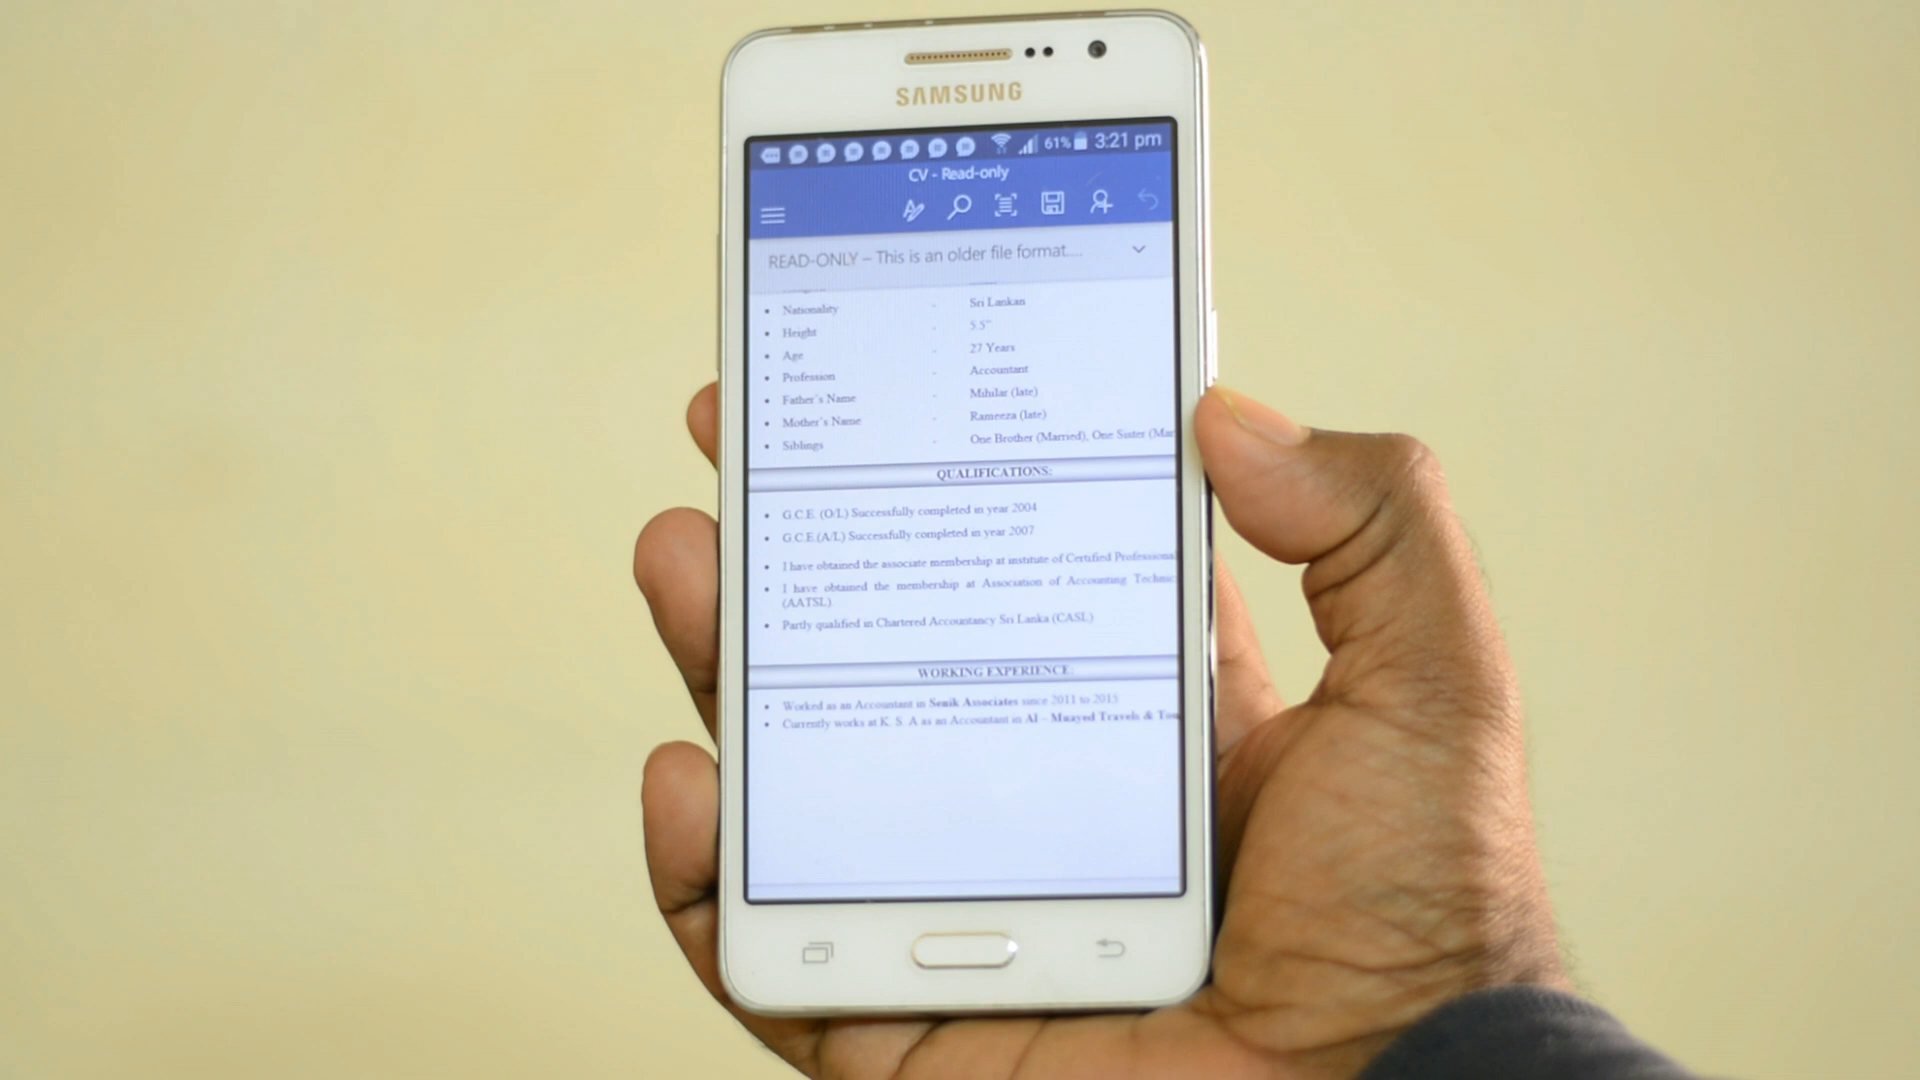 SAMSUNG
61% 3:21 pm
CV - Read-only
READ-ONLY – This is an older file format....
• Nationality - Sri Lankan
• Height - 5.5"
• Age - 27 Years
• Profession - Accountant
• Father's Name - Mihilar (late)
• Mother's Name - Rameeza (late)
• Siblings - One Brother (Married), One Sister (Mar
QUALIFICATIONS:
• G.C.E. (O/L) Successfully completed in year 2004
• G.C.E.(A/L) Successfully completed in year 2007
• I have obtained the associate membership at institute of Certified Professional
• I have obtained the membership at Association of Accounting Technic
(AATSL).
• Partly qualified in Chartered Accountancy Sri Lanka (CASL)
WORKING EXPERIENCE:
• Worked as an Accountant in Senik Associates since 2011 to 2015
• Currently works at K. S. A as an Accountant in Al – Muayed Travels & Tou